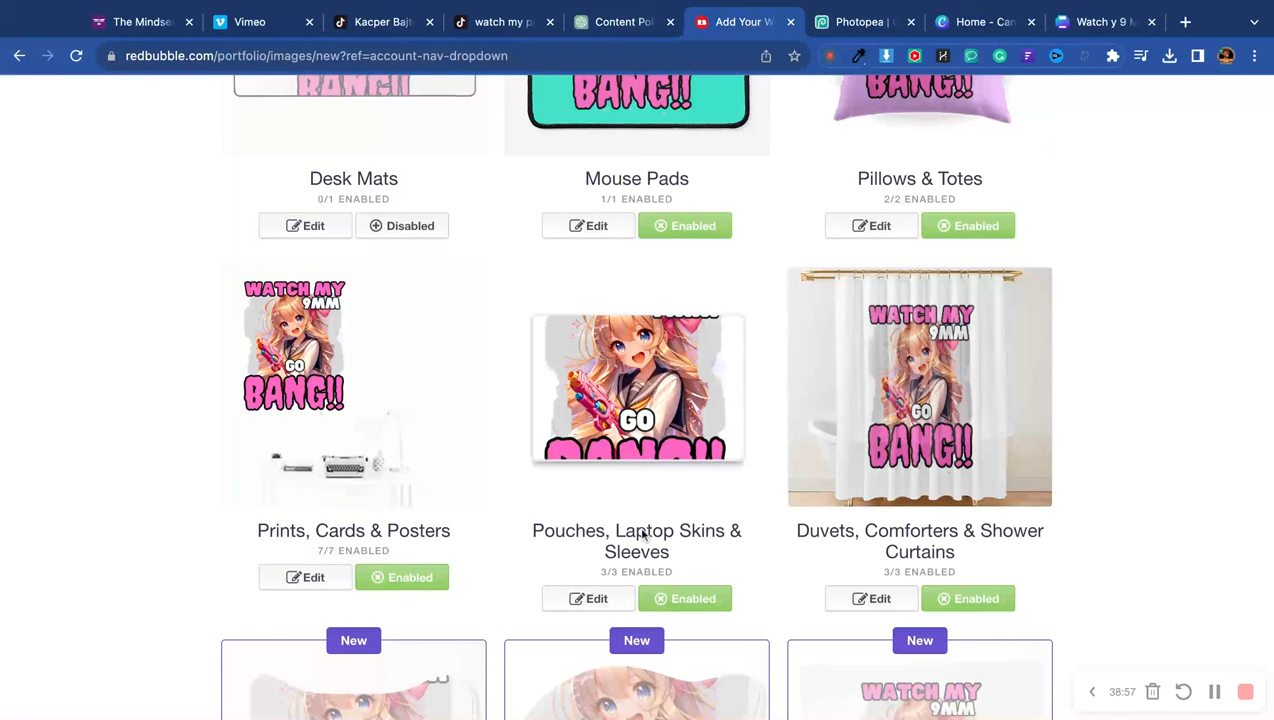 The Mindse
Vimeo
Kacper Bajt
watch my p
Content Pol
Add Your W
Photopea |
Home - Can
Watch y 9 M
redbubble.com/portfolio/images/new?ref=account-nav-dropdown
BANG!!
BANG!!
BANG!!
Desk Mats
Mouse Pads
Pillows & Totes
0/1 ENABLED
1/1 ENABLED
2/2 ENABLED
Edit
Disabled
Edit
Enabled
Edit
Enabled
WATCH MY
9MM
GO
BANG!!
GO
BANG!!
WATCH MY
9MM
GO
BANG!!
Prints, Cards & Posters
Pouches, Laptop Skins &
Sleeves
Duvets, Comforters & Shower
Curtains
7/7 ENABLED
3/3 ENABLED
3/3 ENABLED
Edit
Enabled
Edit
Enabled
Edit
Enabled
New
New
New
WATCH MY
9MM
38:57